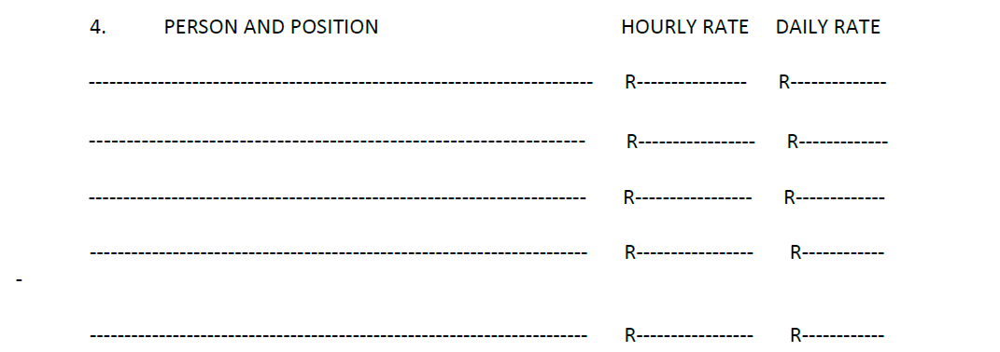 4. PERSON AND POSITION HOURLY RATE DAILY RATE
------------------------------------------------------------------------- R---------------- R--------------
----------------------------------------------------------------------- R----------------- R-------------
------------------------------------------------------------------------ R----------------- R-------------
------------------------------------------------------------------------ R----------------- R------------
-
------------------------------------------------------------------------ R----------------- R------------